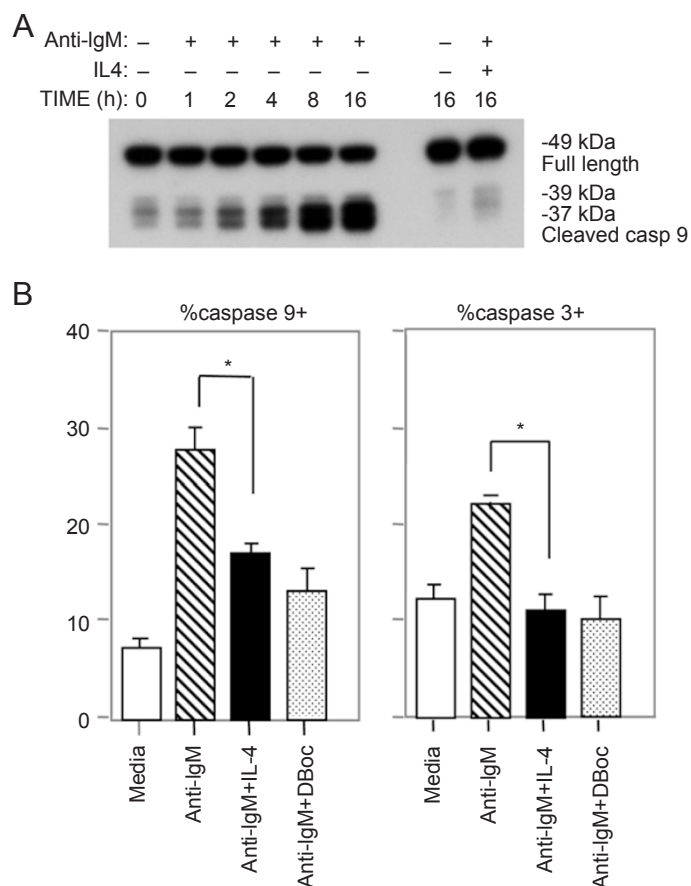 A
Anti-IgM: – + + + + + – +
IL4: – – – – – – – +
TIME (h): 0 1 2 4 8 16 16 16
-49 kDa
Full length
-39 kDa
-37 kDa
Cleaved casp 9
B
%caspase 9+ %caspase 3+
40
30
20
10
0
* *
Media Anti-IgM Anti-IgM+IL-4 Anti-IgM+DBoc Media Anti-IgM Anti-IgM+IL-4 Anti-IgM+DBoc